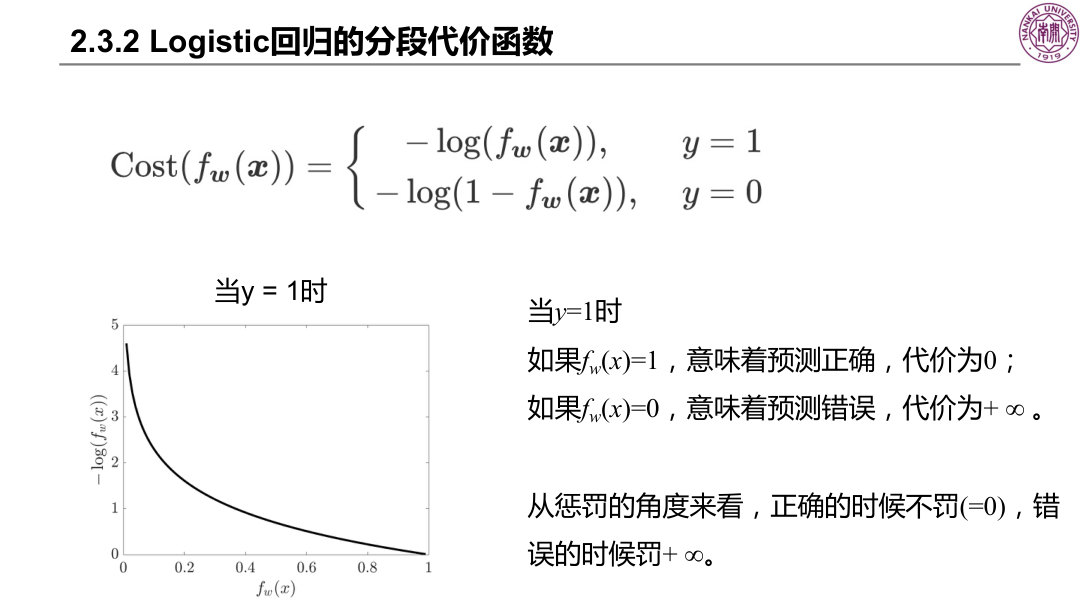 2.3.2 Logistic回归的分段代价函数
NANKAI UNIVERSITY
南開
1919
Cost(f_w(x)) = { −log(f_w(x)), y = 1
−log(1 − f_w(x)), y = 0
当y = 1时
5
4
3
2
1
0
−log(f_w(x))
0 0.2 0.4 0.6 0.8 1
f_w(x)
当y=1时
如果f_w(x)=1，意味着预测正确，代价为0；
如果f_w(x)=0，意味着预测错误，代价为+ ∞ 。
从惩罚的角度来看，正确的时候不罚(=0)，错
误的时候罚+ ∞。